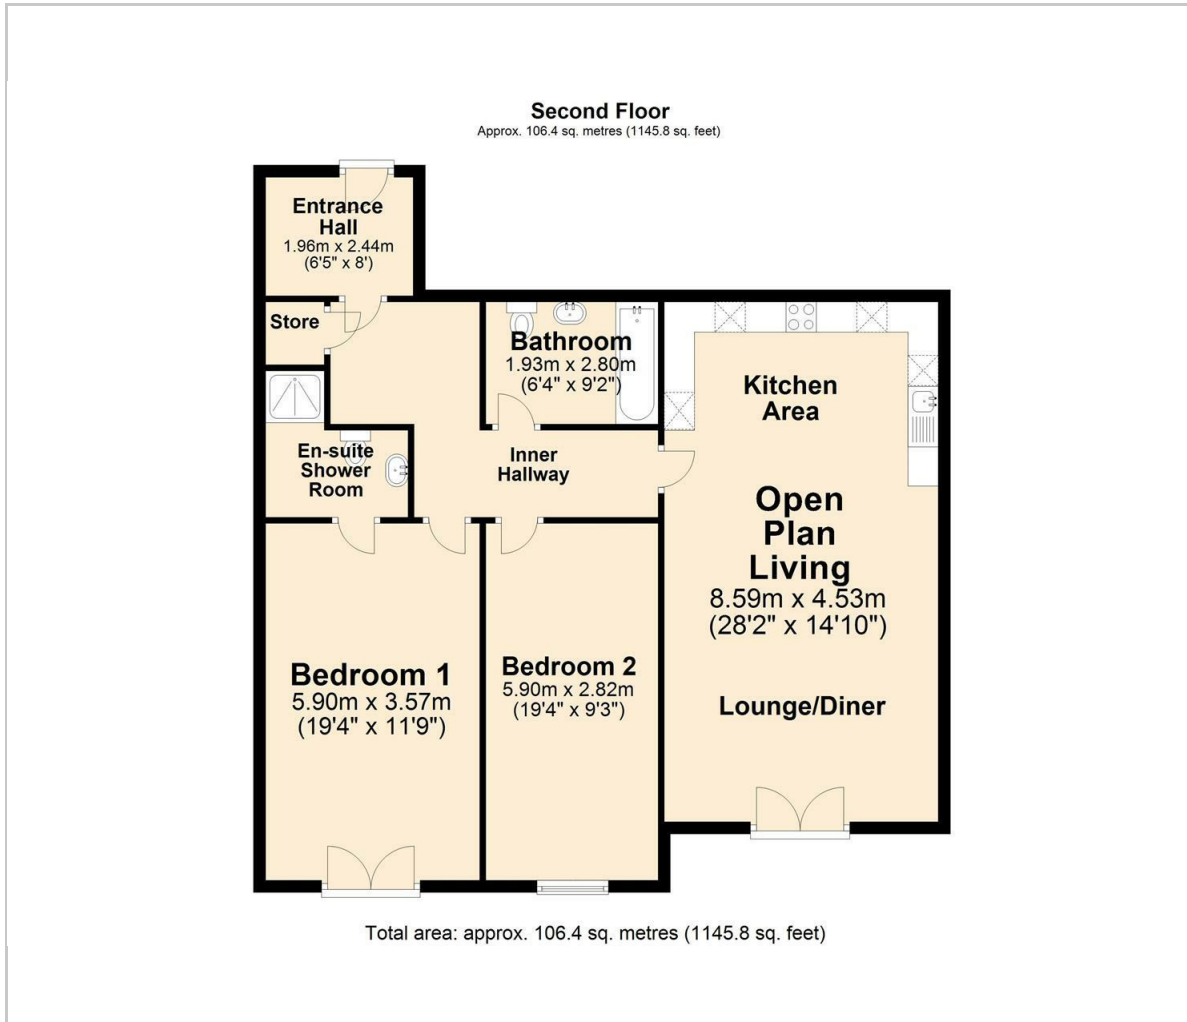 Second Floor
Approx. 106.4 sq. metres (1145.8 sq. feet)
Entrance
Hall
1.96m x 2.44m
(6'5" x 8')
Store
Bathroom
1.93m x 2.80m
(6'4" x 9'2")
Kitchen
Area
En-suite
Shower
Room
Inner
Hallway
Open
Plan
Living
8.59m x 4.53m
(28'2" x 14'10")
Bedroom 1
5.90m x 3.57m
(19'4" x 11'9")
Bedroom 2
5.90m x 2.82m
(19'4" x 9'3")
Lounge/Diner
Total area: approx. 106.4 sq. metres (1145.8 sq. feet)